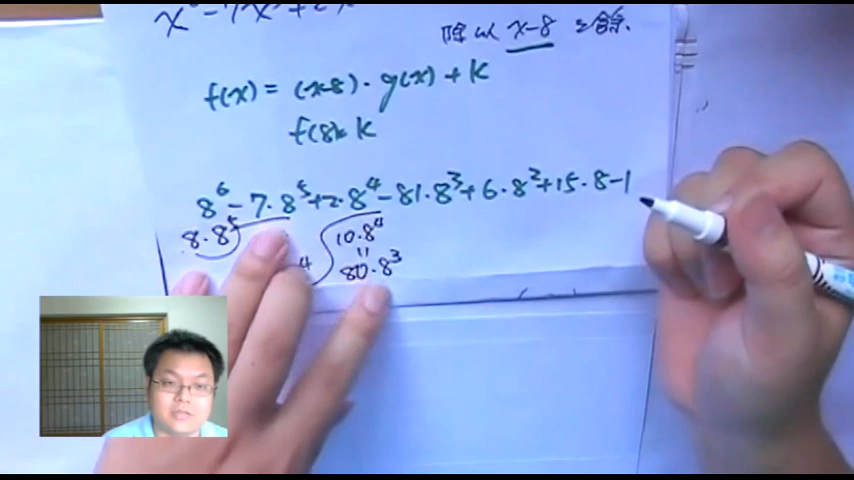 除以 x-8 之餘.
f(x) = (x-8)·g(x) + k
f(8)= k
8⁶ - 7·8⁵ + 2·8⁴ - 81·8³ + 6·8² + 15·8 - 1
8·8⁵ 10·8⁴
4 80·8³